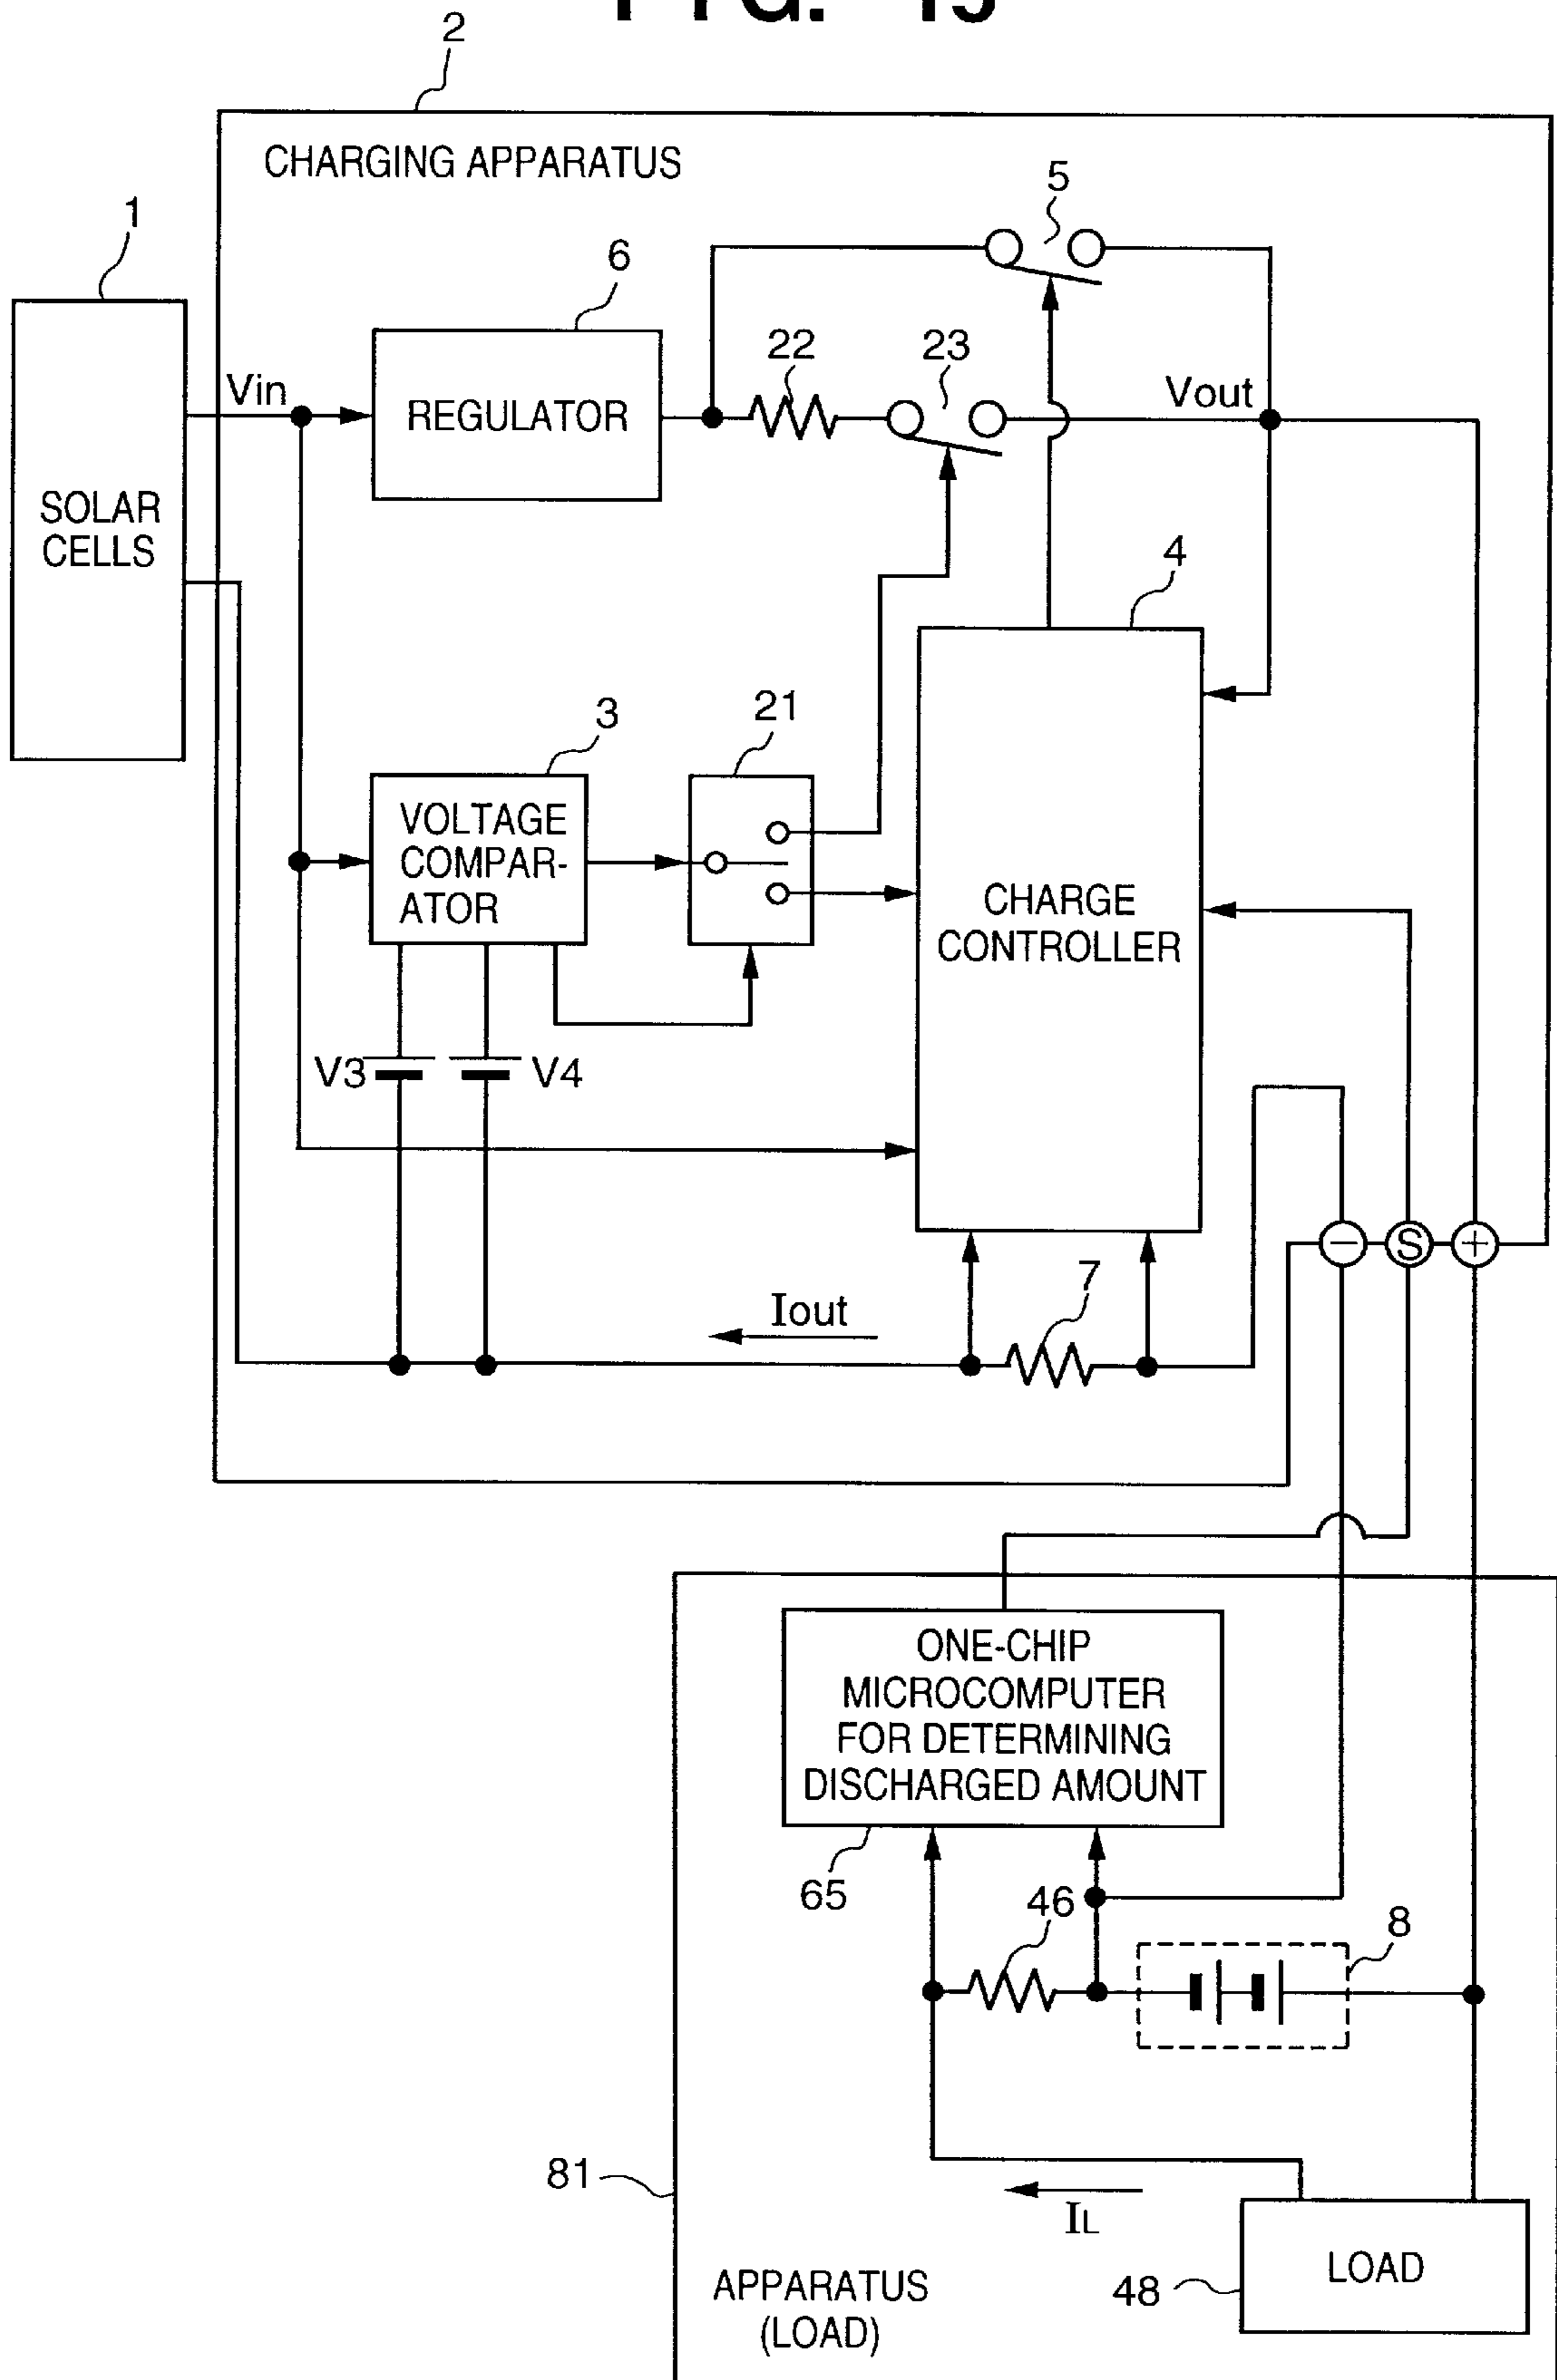 2
CHARGING APPARATUS
5
1
6
22
23
Vin
Vout
REGULATOR
SOLAR
CELLS
4
3
21
VOLTAGE
COMPAR-
ATOR
CHARGE
CONTROLLER
V3
V4
− S +
7
Iout
ONE-CHIP
MICROCOMPUTER
FOR DETERMINING
DISCHARGED AMOUNT
65
46
8
81
IL
LOAD
48
APPARATUS
(LOAD)